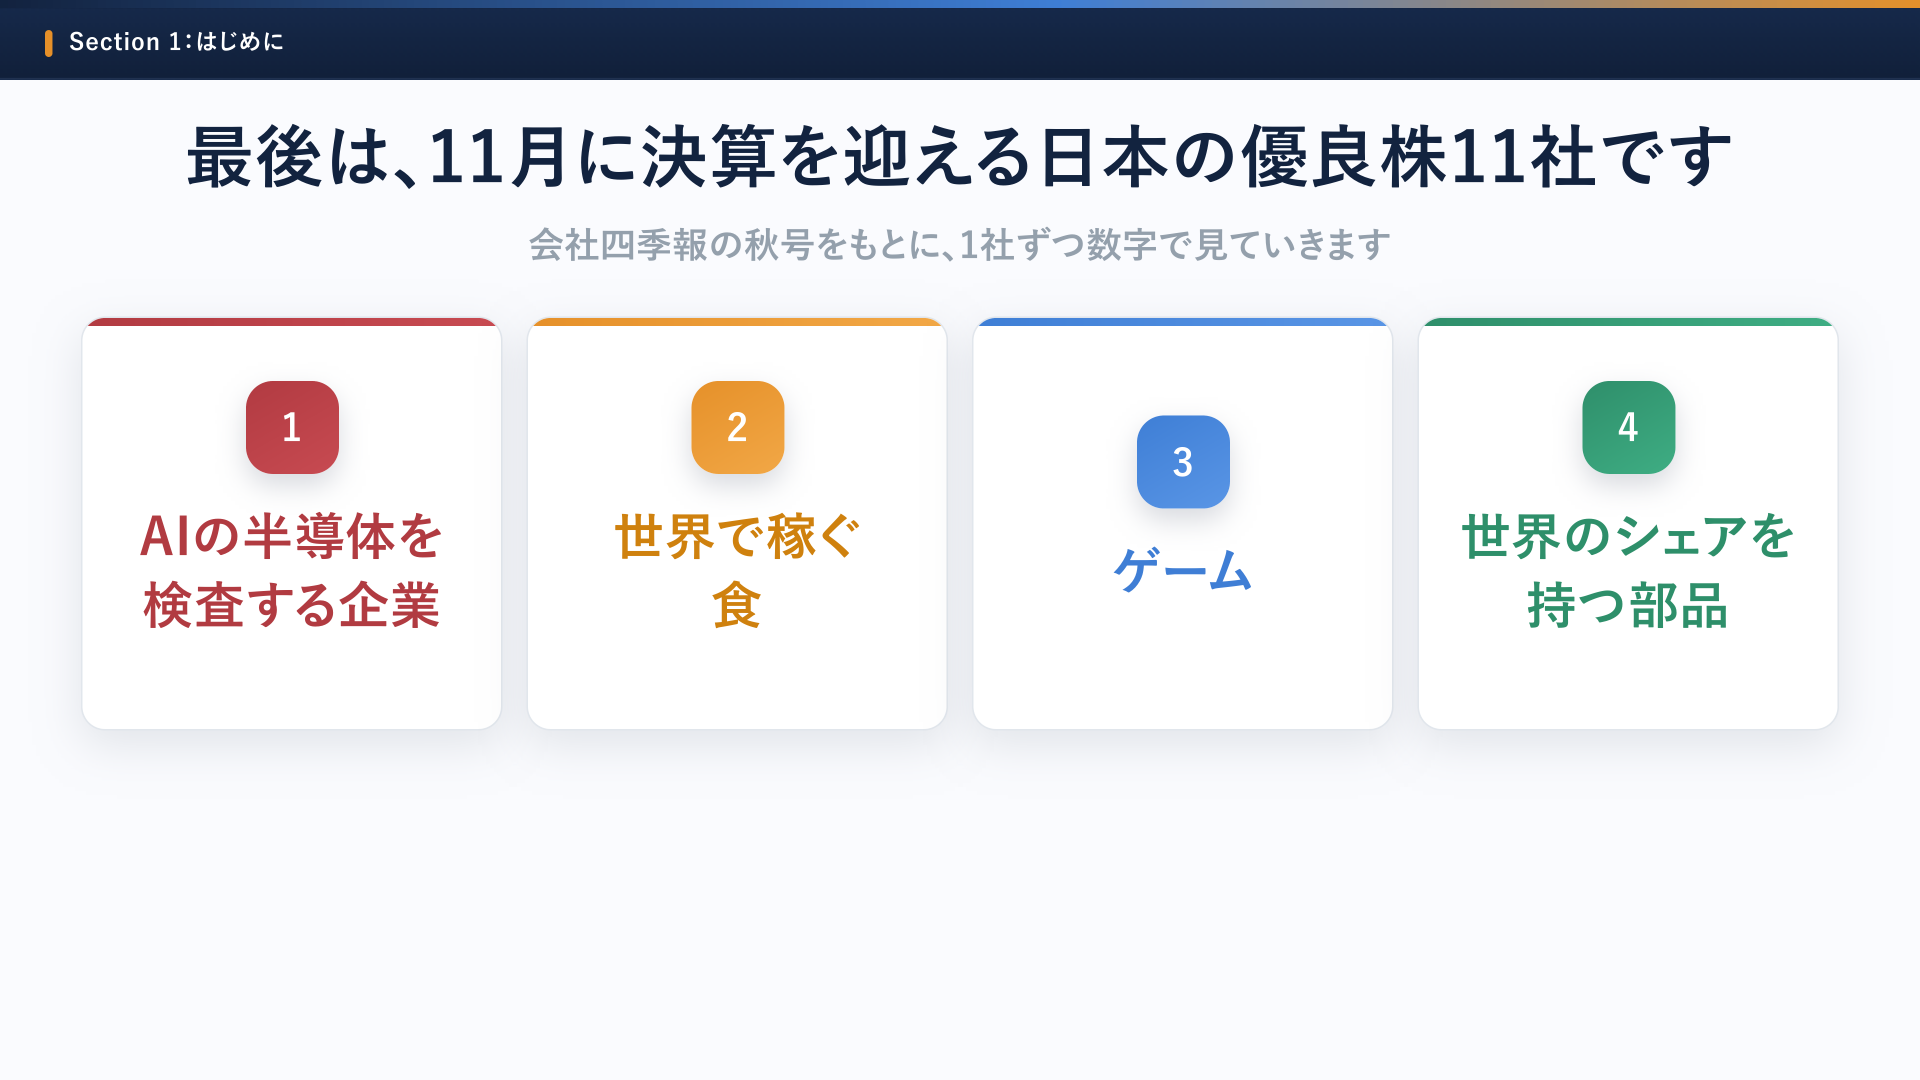 Section 1：はじめに
最後は、11月に決算を迎える日本の優良株11社です
会社四季報の秋号をもとに、1社ずつ数字で見ていきます
1
AIの半導体を
検査する企業
2
世界で稼ぐ
食
3
ゲーム
4
世界のシェアを
持つ部品